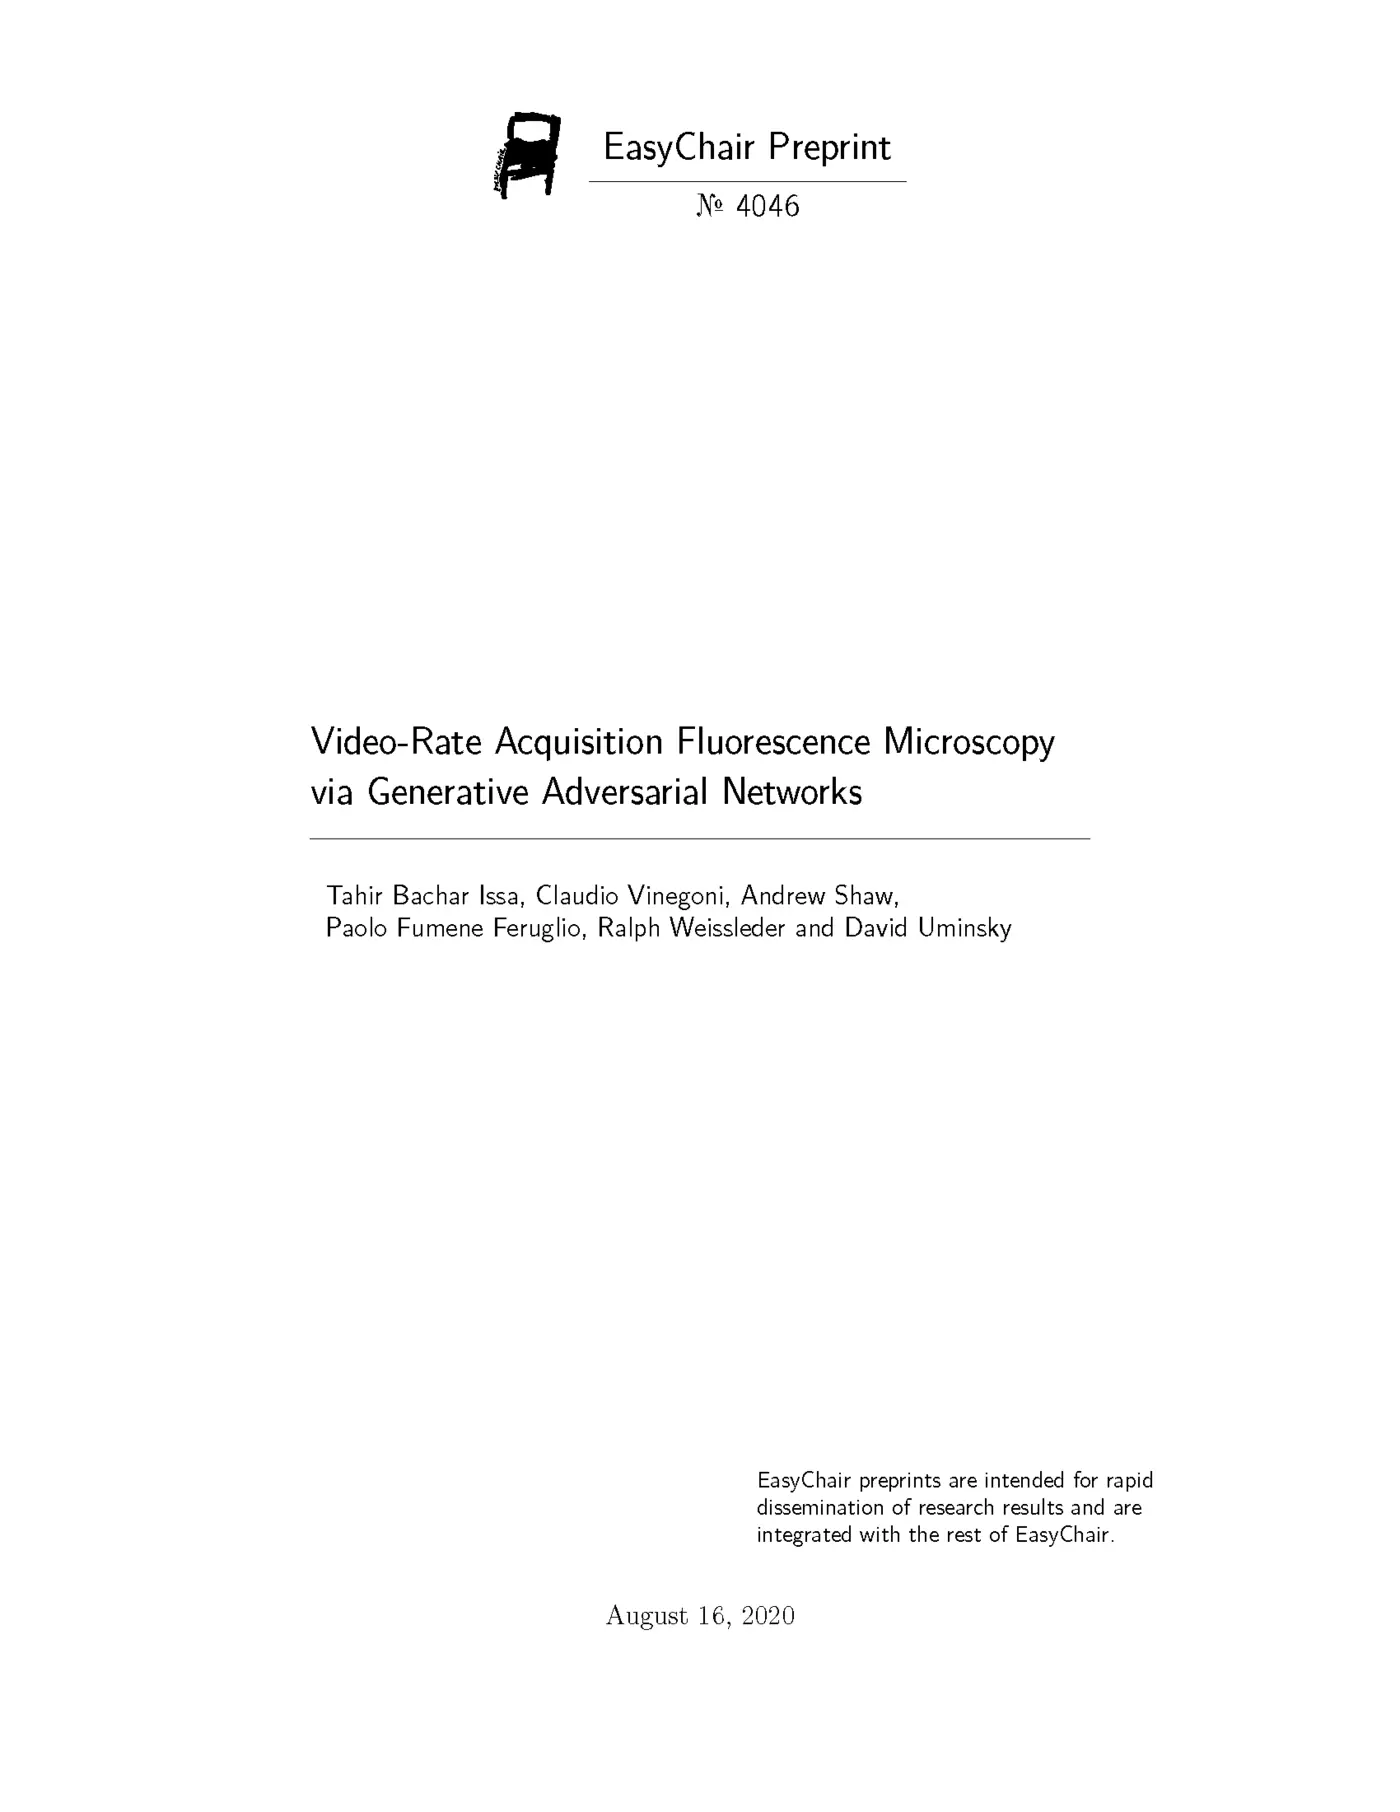 EasyChair Preprint
№ 4046
Video-Rate Acquisition Fluorescence Microscopy
via Generative Adversarial Networks
Tahir Bachar Issa, Claudio Vinegoni, Andrew Shaw,
Paolo Fumene Feruglio, Ralph Weissleder and David Uminsky
EasyChair preprints are intended for rapid
dissemination of research results and are
integrated with the rest of EasyChair.
August 16, 2020